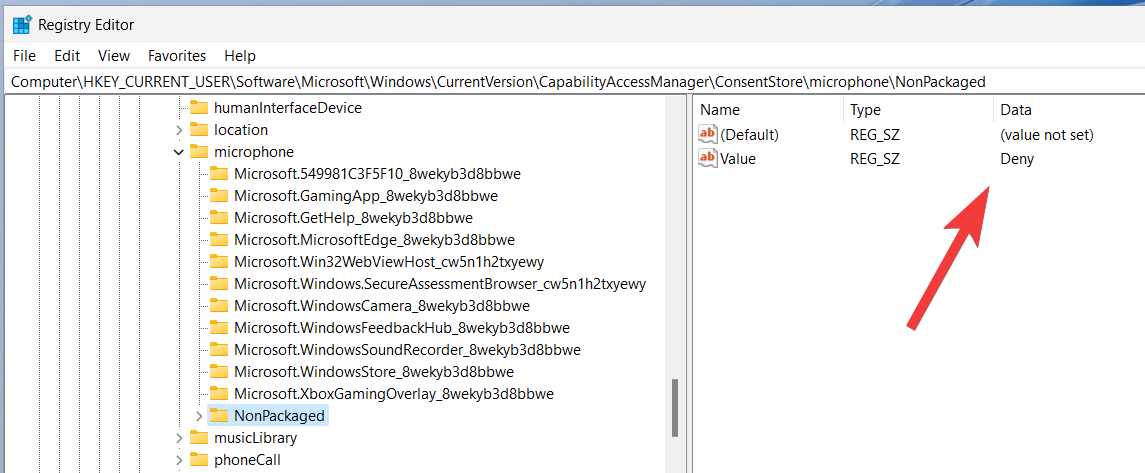 Registry Editor
File Edit View Favorites Help
Computer\HKEY_CURRENT_USER\Software\Microsoft\Windows\CurrentVersion\CapabilityAccessManager\ConsentStore\microphone\NonPackaged
humanInterfaceDevice
location
microphone
Microsoft.549981C3F5F10_8wekyb3d8bbwe
Microsoft.GamingApp_8wekyb3d8bbwe
Microsoft.GetHelp_8wekyb3d8bbwe
Microsoft.MicrosoftEdge_8wekyb3d8bbwe
Microsoft.Win32WebViewHost_cw5n1h2txyewy
Microsoft.Windows.SecureAssessmentBrowser_cw5n1h2txyewy
Microsoft.WindowsCamera_8wekyb3d8bbwe
Microsoft.WindowsFeedbackHub_8wekyb3d8bbwe
Microsoft.WindowsSoundRecorder_8wekyb3d8bbwe
Microsoft.WindowsStore_8wekyb3d8bbwe
Microsoft.XboxGamingOverlay_8wekyb3d8bbwe
NonPackaged
musicLibrary
phoneCall
Name Type Data
ab (Default) REG_SZ (value not set)
ab Value REG_SZ Deny